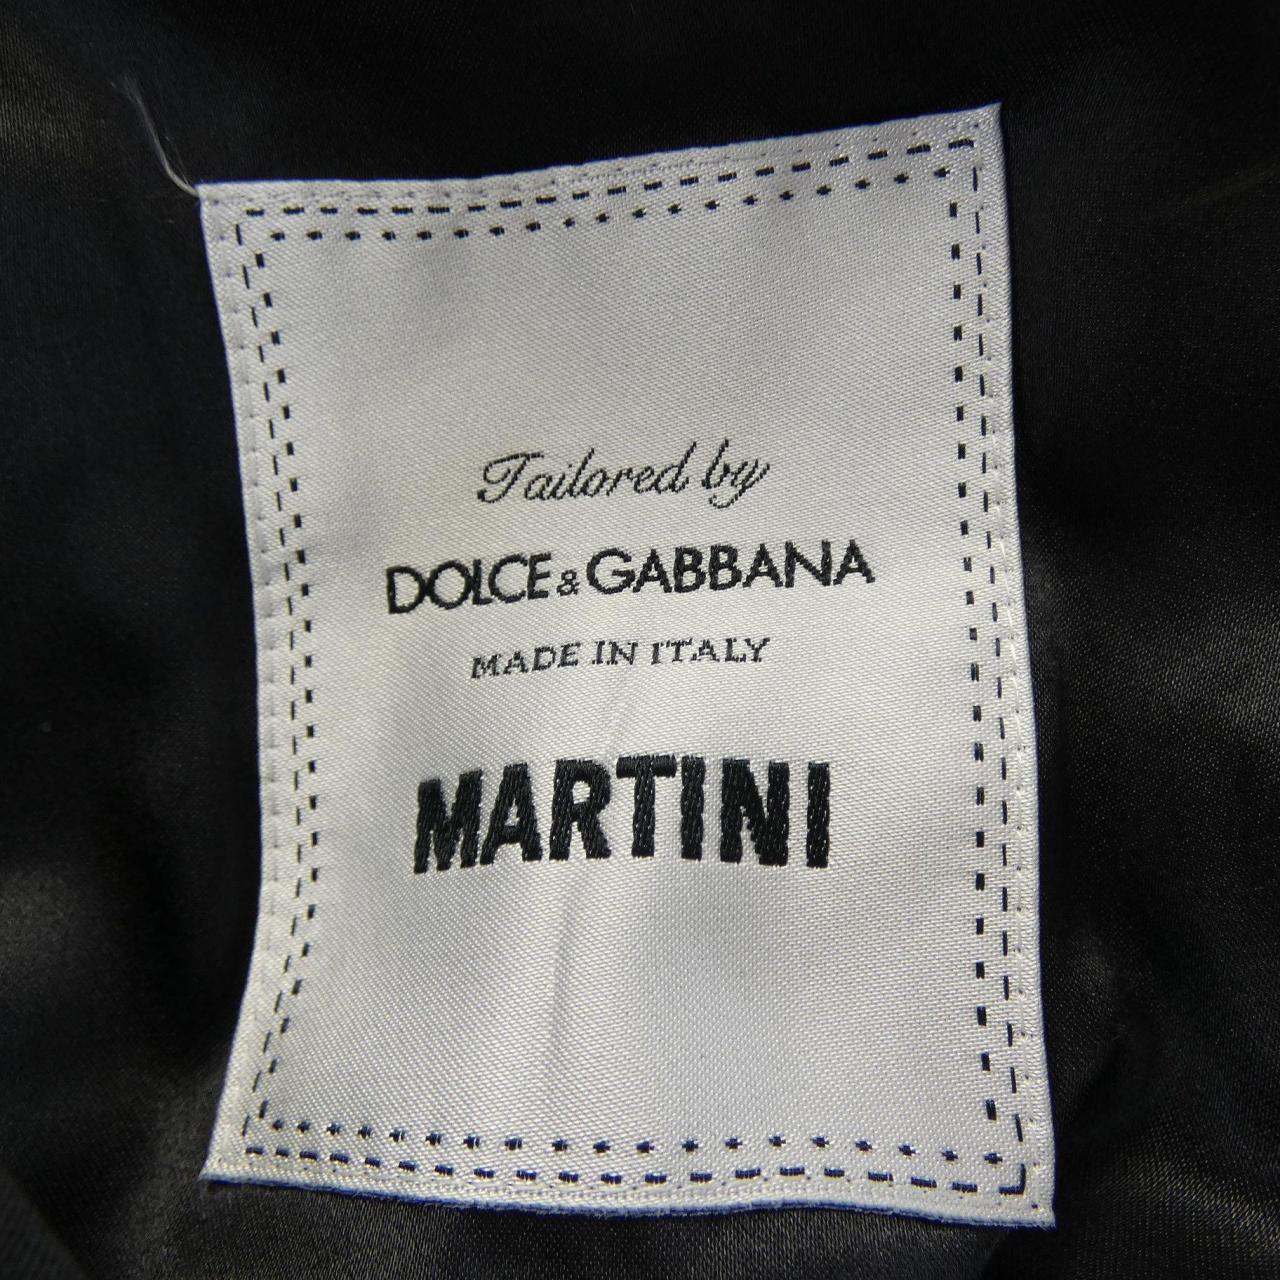 Tailored by
DOLCE & GABBANA
MADE IN ITALY
MARTINI